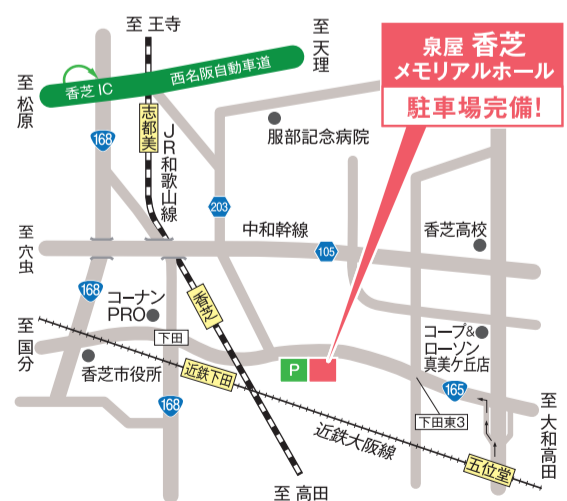 至 王寺
至
天
理
泉屋 香芝
メモリアルホール
駐車場完備!
西名阪自動車道
香芝 IC
至
松
原
168
志都美
JR和歌山線
服部記念病院
203
中和幹線
105
香芝高校
至
穴
虫
168
コーナン
PRO
香芝
下田
コープ&
ローソン
真美ケ丘店
至
国
分
香芝市役所
近鉄下田
P
165
168
下田東3
近鉄大阪線
至
大
和
高
田
五位堂
至 高田